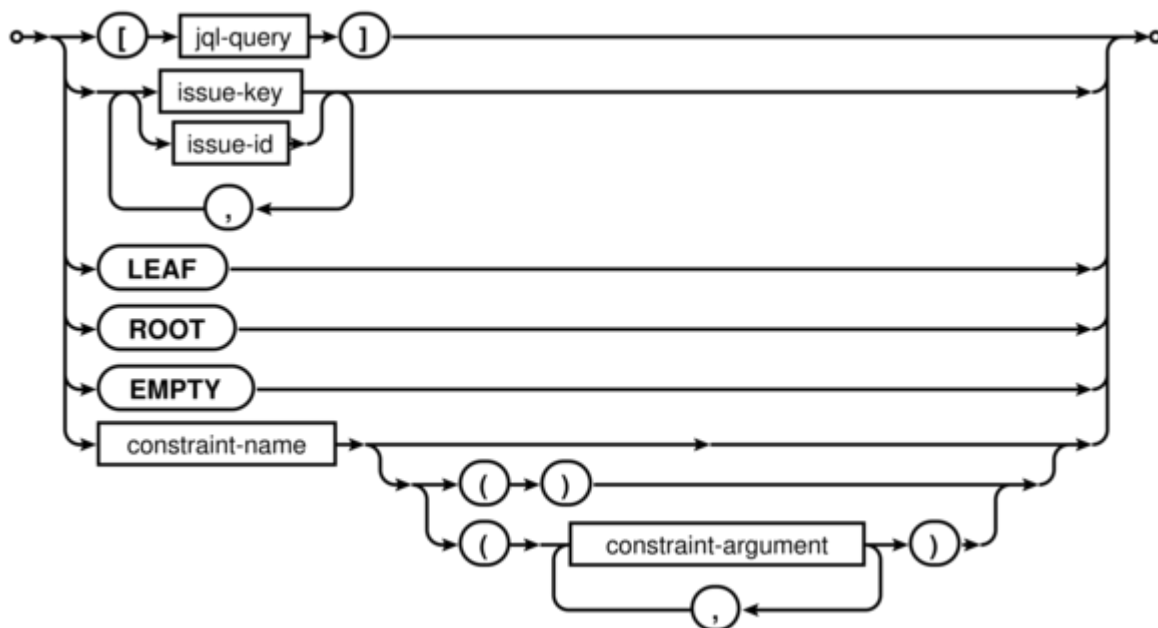 [ jql-query ]
issue-key
issue-id
,
LEAF
ROOT
EMPTY
constraint-name
( )
( constraint-argument )
,